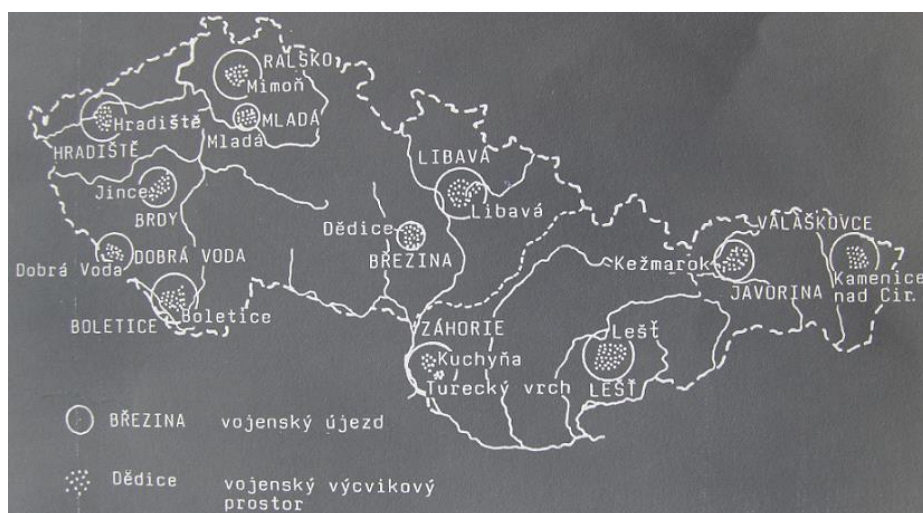 RALSKO
Mimoň
Hradiště
MLADÁ
Mladá
HRADIŠTĚ
LIBAVÁ
Jince
Libavá
BRDY
Dědice
VALAŠKOVCE
DOBRÁ VODA
BŘEZINA
Kežmarok
Dobrá Voda
Kamenice
nad Cir.
JAVORINA
Boletice
BOLETICE
ZÁHORIE
Lešť
Kuchyňa
Turecký vrch
LEŠŤ
BŘEZINA vojenský újezd
Dědice vojenský výcvikový
prostor